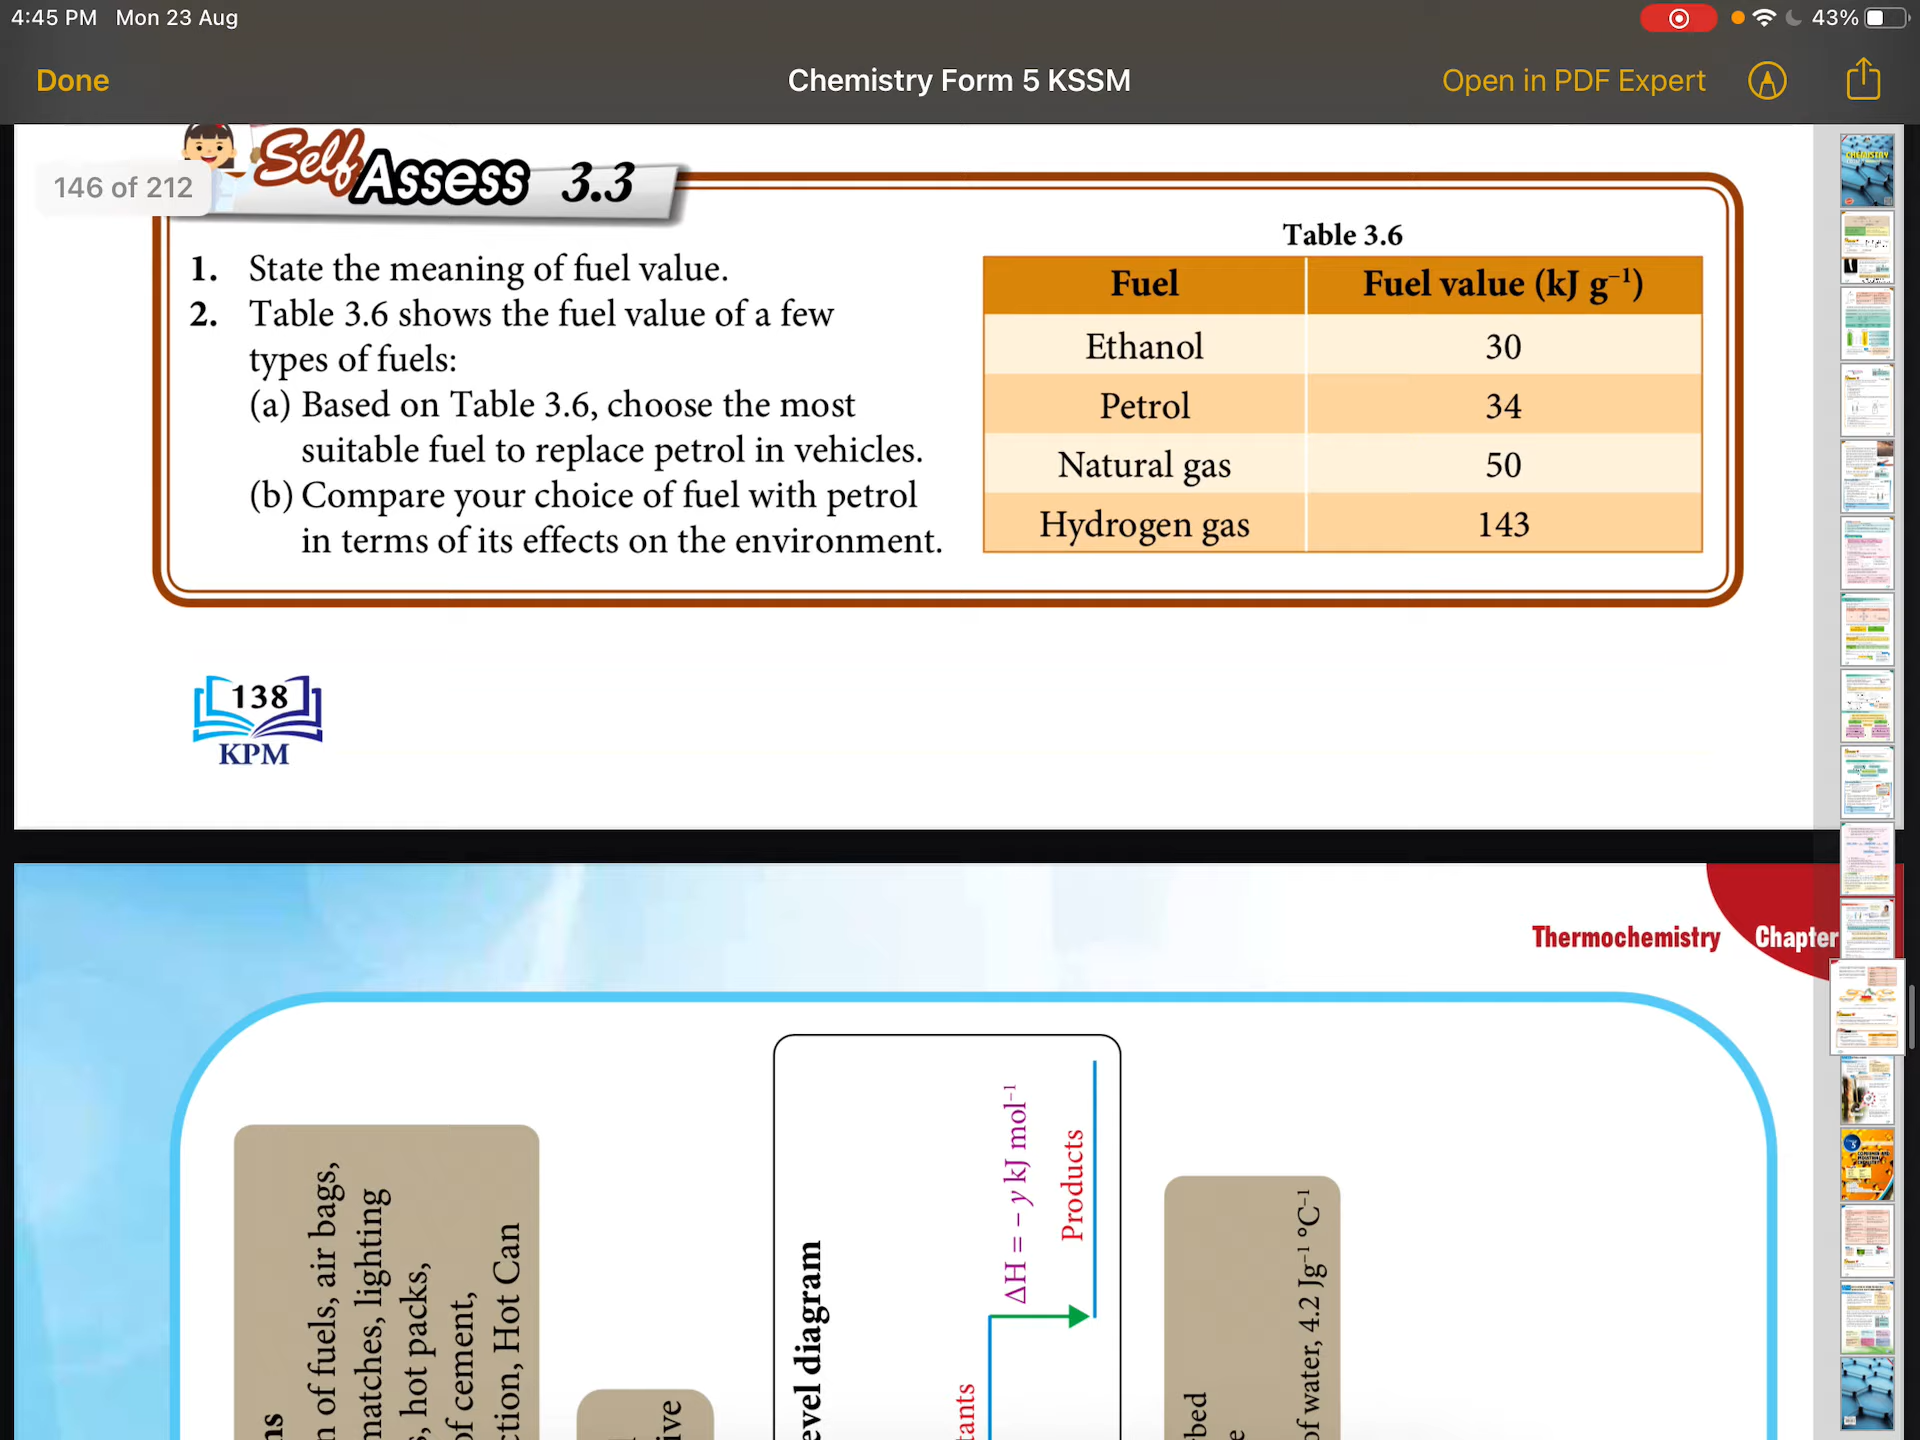 4:45 PM Mon 23 Aug
43%
Done
Chemistry Form 5 KSSM
Open in PDF Expert
146 of 212
Self Assess 3.3
1. State the meaning of fuel value.
2. Table 3.6 shows the fuel value of a few
types of fuels:
(a) Based on Table 3.6, choose the most
suitable fuel to replace petrol in vehicles.
(b) Compare your choice of fuel with petrol
in terms of its effects on the environment.
Table 3.6
Fuel Fuel value (kJ g⁻¹)
Ethanol 30
Petrol 34
Natural gas 50
Hydrogen gas 143
138
KPM
Thermochemistry Chapter
of fuels, air bags,
matches, lighting
, hot packs,
of cement,
ction, Hot Can
evel diagram
tants
ΔH = − y kJ mol⁻¹
Products
bed
of water, 4.2 Jg⁻¹ °C⁻¹